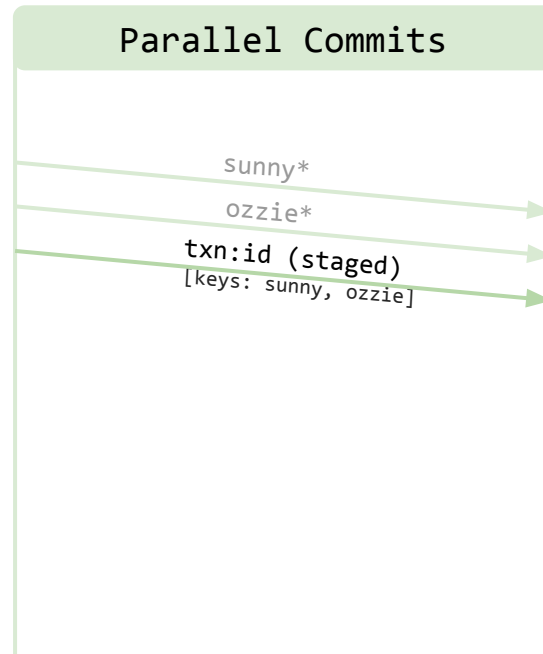 Parallel Commits
sunny*
ozzie*
txn:id (staged)
[keys: sunny, ozzie]